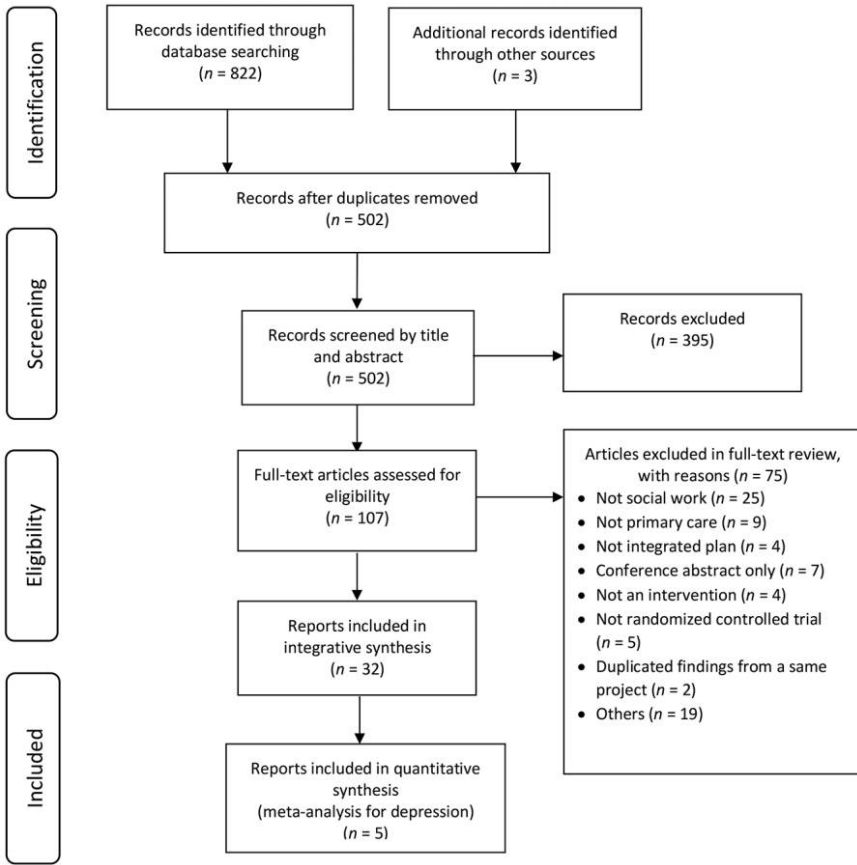 Identification
Records identified through
database searching
(n = 822)
Additional records identified
through other sources
(n = 3)
Records after duplicates removed
(n = 502)
Screening
Records screened by title
and abstract
(n = 502)
Records excluded
(n = 395)
Eligibility
Full-text articles assessed for
eligibility
(n = 107)
Articles excluded in full-text review,
with reasons (n = 75)
• Not social work (n = 25)
• Not primary care (n = 9)
• Not integrated plan (n = 4)
• Conference abstract only (n = 7)
• Not an intervention (n = 4)
• Not randomized controlled trial
(n = 5)
• Duplicated findings from a same
project (n = 2)
• Others (n = 19)
Reports included in
integrative synthesis
(n = 32)
Included
Reports included in quantitative
synthesis
(meta-analysis for depression)
(n = 5)